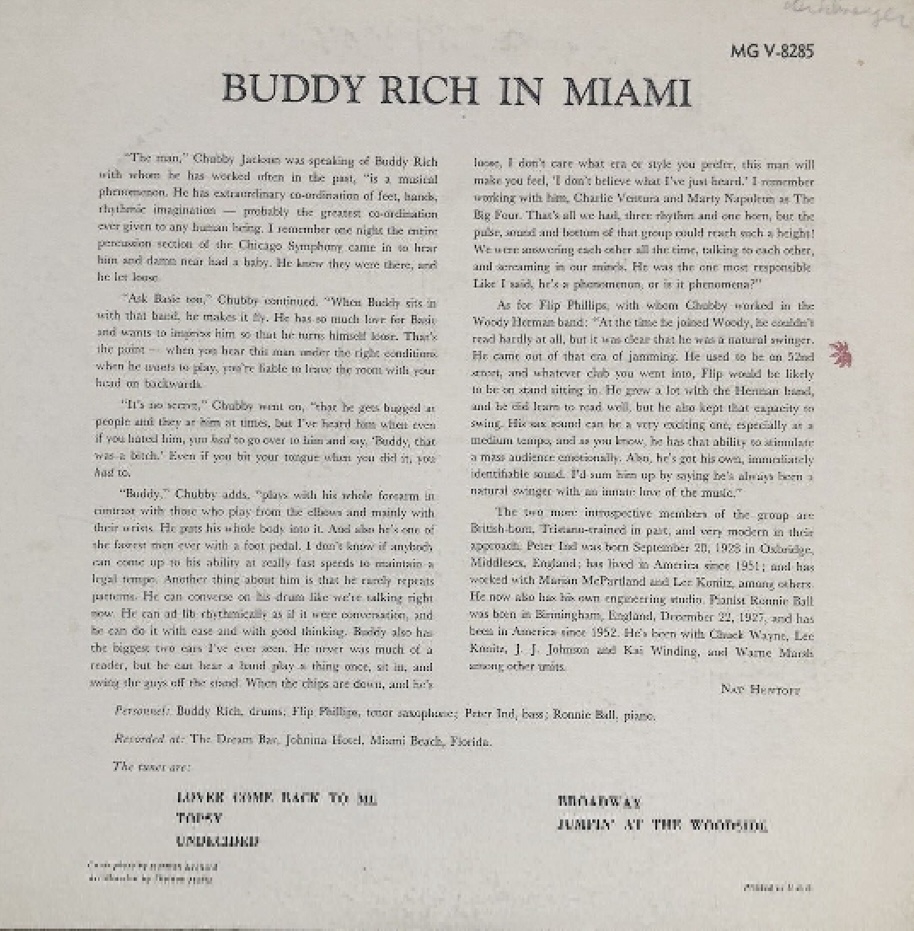 MG V-8285
BUDDY RICH IN MIAMI
"The man," Chubby Jackson was speaking of Buddy Rich
with whom he has worked often in the past, "is a musical
phenomenon. He has extraordinary co-ordination of feet, hands,
rhythmic imagination — probably the greatest co-ordination
ever given to any human being. I remember one night the entire
percussion section of the Chicago Symphony came in to hear
him and damn near had a baby. He knew they were there, and
he let loose.
"Ask Basie too," Chubby continued. "When Buddy sits in
with that band, he makes it fly. He has so much love for Basie
and wants to impress him so that he turns himself loose. That's
the point — when you hear this man under the right conditions
when he wants to play, you're liable to leave the room with your
head on backwards.
"It's no secret," Chubby went on, "that he gets bugged at
people and they at him at times, but I've heard him when even
if you hated him, you had to go over to him and say, 'Buddy, that
was a bitch.' Even if you bit your tongue when you did it, you
had to.
"Buddy," Chubby adds, "plays with his whole forearm in
contrast with those who play from the elbows and mainly with
their wrists. He puts his whole body into it. And also he's one of
the fastest men ever with a foot pedal. I don't know if anybody
can come up to his ability at really fast speeds to maintain a
legal tempo. Another thing about him is that he rarely repeats
patterns. He can converse on his drum like we're talking right
now. He can ad lib rhythmically as if it were conversation, and
he can do it with ease and with good thinking. Buddy also has
the biggest two ears I've ever seen. He never was much of a
reader, but he can hear a band play a thing once, sit in, and
swing the guys off the stand. When the chips are down, and he's
loose, I don't care what era or style you prefer, this man will
make you feel, 'I don't believe what I've just heard.' I remember
working with him, Charlie Ventura and Marty Napoleon as The
Big Four. That's all we had, three rhythm and one horn, but the
pulse, sound and bottom of that group could reach such a height!
We were answering each other all the time, talking to each other,
and screaming in our minds. He was the one most responsible.
Like I said, he's a phenomenon, or is it phenomena?"
As for Flip Phillips, with whom Chubby worked in the
Woody Herman band: "At the time he joined Woody, he couldn't
read hardly at all, but it was clear that he was a natural swinger.
He came out of that era of jamming. He used to be on 52nd
street, and whatever club you went into, Flip would be likely
to be on stand sitting in. He grew a lot with the Herman band,
and he did learn to read well, but he also kept that capacity to
swing. His sax sound can be a very exciting one, especially at a
medium tempo, and as you know, he has that ability to stimulate
a mass audience emotionally. Also, he's got his own, immediately
identifiable sound. I'd sum him up by saying he's always been a
natural swinger with an innate love of the music."
The two more introspective members of the group are
British-born, Tristano-trained in part, and very modern in their
approach. Peter Ind was born September 20, 1928 in Oxbridge,
Middlesex, England; has lived in America since 1951; and has
worked with Marian McPartland and Lee Konitz, among others.
He now also has his own engineering studio. Pianist Ronnie Ball
was born in Birmingham, England, December 22, 1927, and has
been in America since 1952. He's been with Chuck Wayne, Lee
Konitz, J. J. Johnson and Kai Winding, and Warne Marsh
among other units.
NAT HENTOFF
Personnel: Buddy Rich, drums; Flip Phillips, tenor saxophone; Peter Ind, bass; Ronnie Ball, piano.
Recorded at: The Dream Bar, Johnina Hotel, Miami Beach, Florida.
The tunes are:
LOVER COME BACK TO ME
TOPSY
UNDECIDED
BROADWAY
JUMPIN' AT THE WOODSIDE
Cover photo by Herman Leonard
Printed in U.S.A.